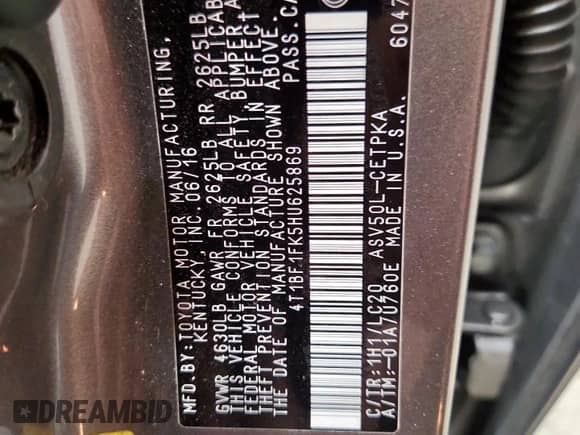 MFD.BY:TOYOTA MOTOR MANUFACTURING,
KENTUCKY, INC. 06/16
GVWR 4630LB GAWR FR 2625LB RR 2625LB
THIS VEHICLE CONFORMS TO ALL APPLICAB
FEDERAL MOTOR VEHICLE SAFETY, BUMPER A
THEFT PREVENTION STANDARDS IN EFFECT
THE DATE OF MANUFACTURE SHOWN ABOVE.
4T1BF1FK5HU625869 PASS.CA
C/TR:1H1/LC20 ASV50L-CETPKA
A/TM:-01A/U760E MADE IN U.S.A.
6047
DREAMBID